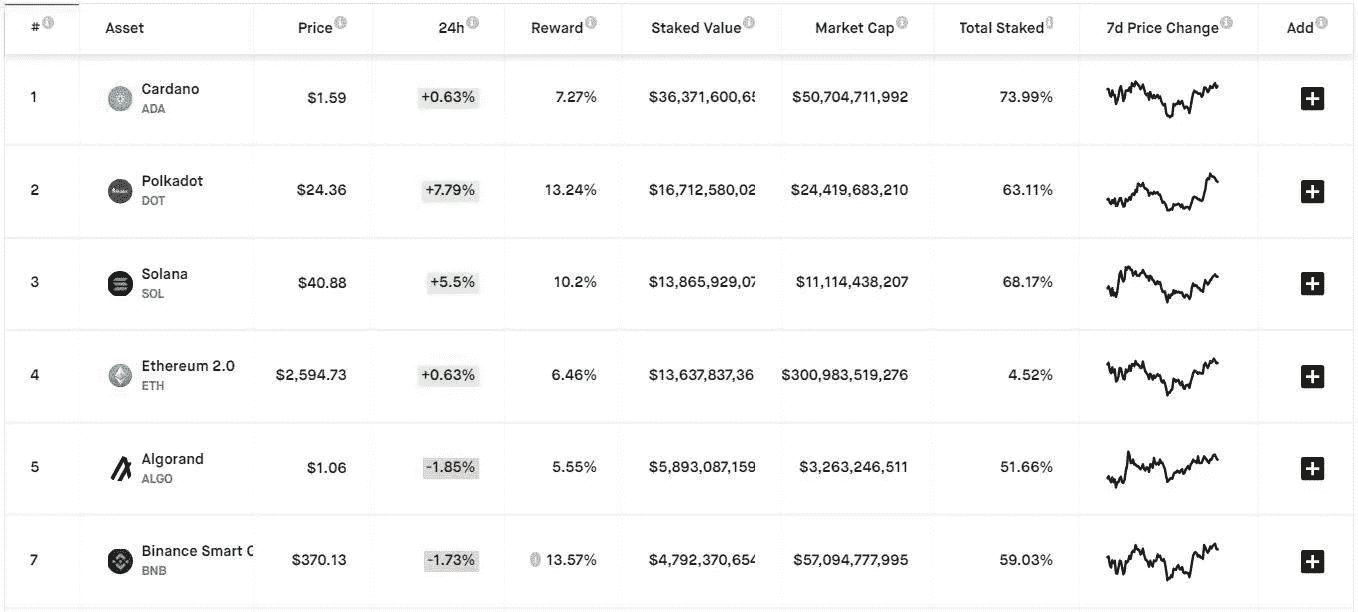 # Asset Price 24h Reward Staked Value Market Cap Total Staked 7d Price Change Add
1 Cardano ADA $1.59 +0.63% 7.27% $36,371,600,65 $50,704,711,992 73.99%
2 Polkadot DOT $24.36 +7.79% 13.24% $16,712,580,02 $24,419,683,210 63.11%
3 Solana SOL $40.88 +5.5% 10.2% $13,865,929,07 $11,114,438,207 68.17%
4 Ethereum 2.0 ETH $2,594.73 +0.63% 6.46% $13,637,837,36 $300,983,519,276 4.52%
5 Algorand ALGO $1.06 -1.85% 5.55% $5,893,087,159 $3,263,246,511 51.66%
7 Binance Smart C BNB $370.13 -1.73% 13.57% $4,792,370,654 $57,094,777,995 59.03%